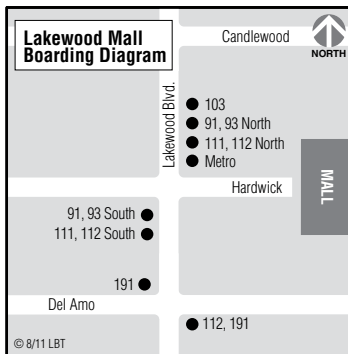 Lakewood Mall
Boarding Diagram
Candlewood
NORTH
Lakewood Blvd.
103
91, 93 North
111, 112 North
Metro
Hardwick
MALL
91, 93 South
111, 112 South
191
Del Amo
112, 191
© 8/11 LBT